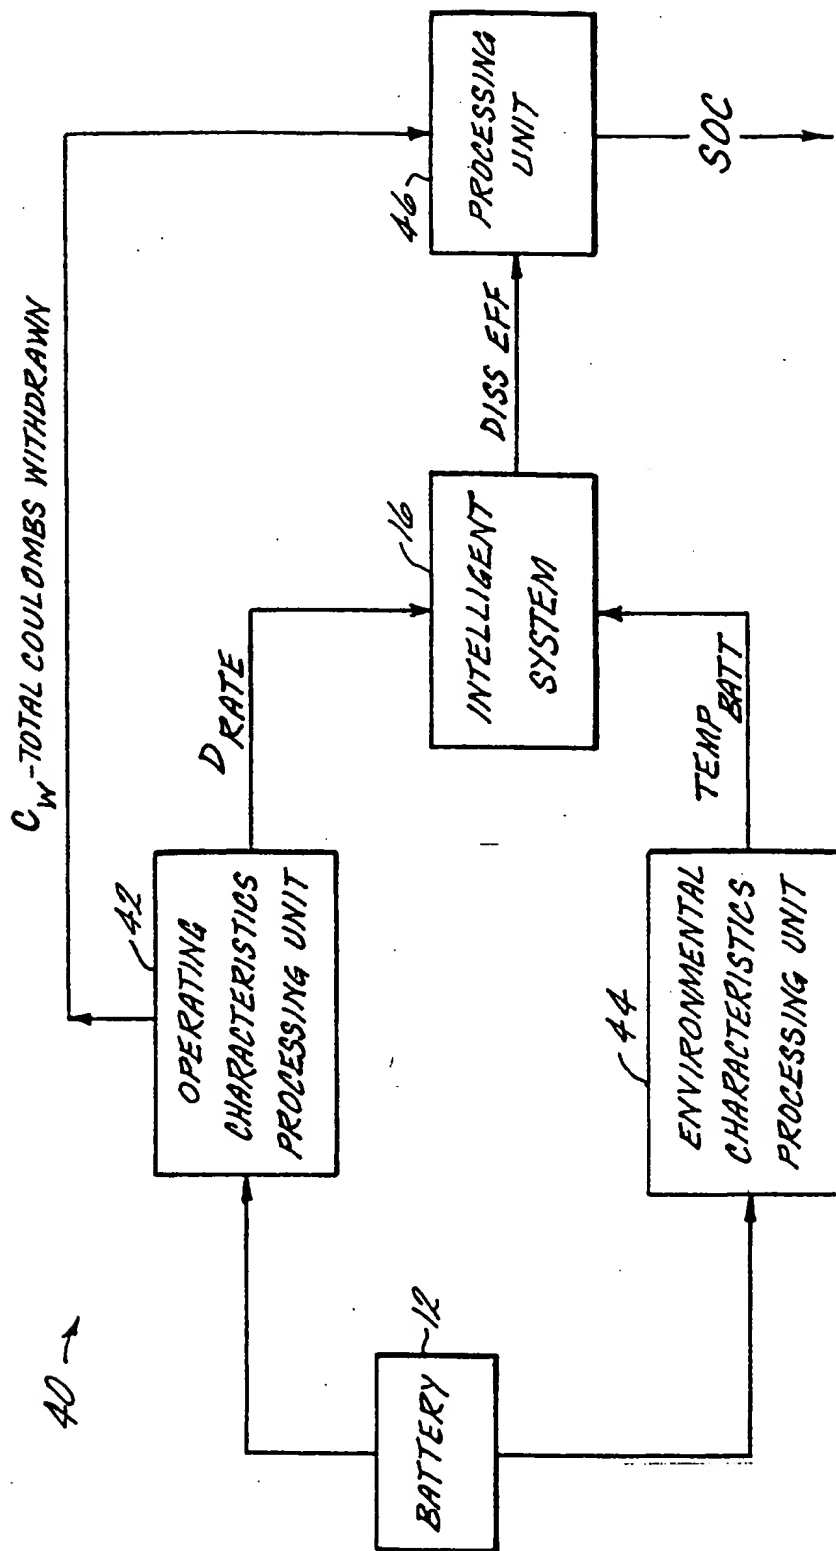 40
C_W-TOTAL COULOMBS WITHDRAWN
BATTERY
12
OPERATING
CHARACTERISTICS
PROCESSING UNIT
42
D_RATE
ENVIRONMENTAL
CHARACTERISTICS
PROCESSING UNIT
44
TEMP_BATT
INTELLIGENT
SYSTEM
16
DISS EFF
PROCESSING
UNIT
46
SOC